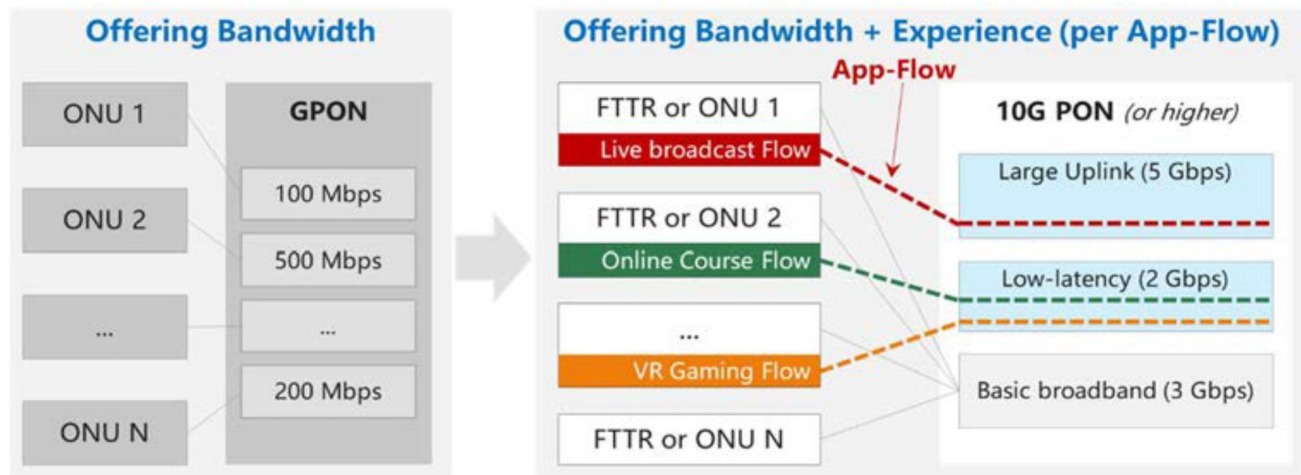 Offering Bandwidth
ONU 1
ONU 2
...
ONU N
GPON
100 Mbps
500 Mbps
...
200 Mbps
Offering Bandwidth + Experience (per App-Flow)
App-Flow
FTTR or ONU 1
Live broadcast Flow
FTTR or ONU 2
Online Course Flow
...
VR Gaming Flow
FTTR or ONU N
10G PON (or higher)
Large Uplink (5 Gbps)
Low-latency (2 Gbps)
Basic broadband (3 Gbps)